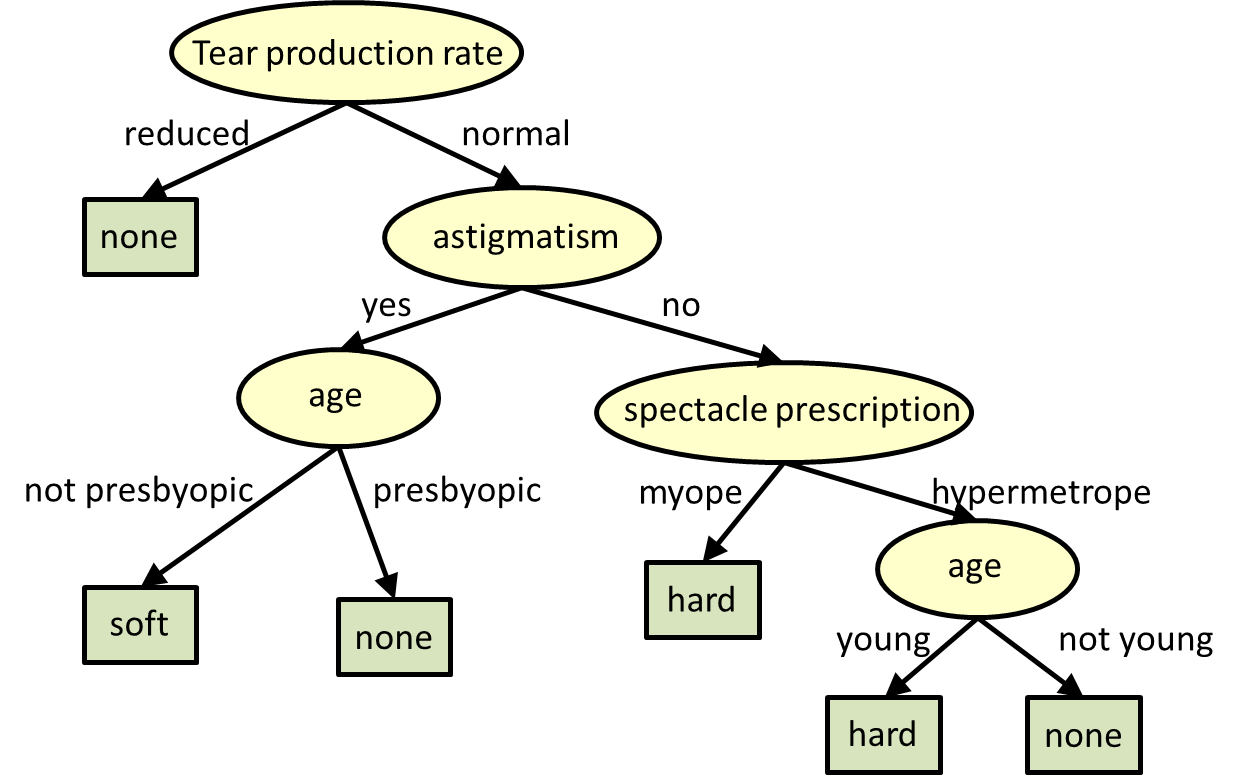 Tear production rate
reduced
normal
none
astigmatism
yes
no
age
spectacle prescription
not presbyopic
presbyopic
myope
hypermetrope
soft
none
hard
age
young
not young
hard
none